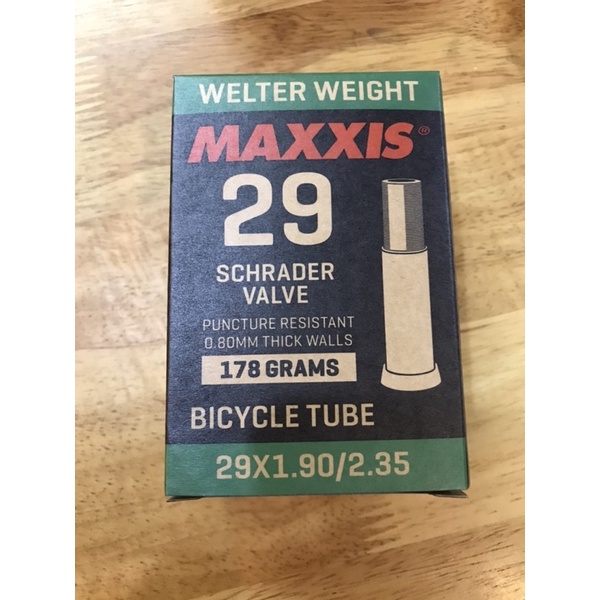 WELTER WEIGHT
MAXXIS®
29
SCHRADER
VALVE
PUNCTURE RESISTANT
0.80MM THICK WALLS
178 GRAMS
BICYCLE TUBE
29X1.90/2.35